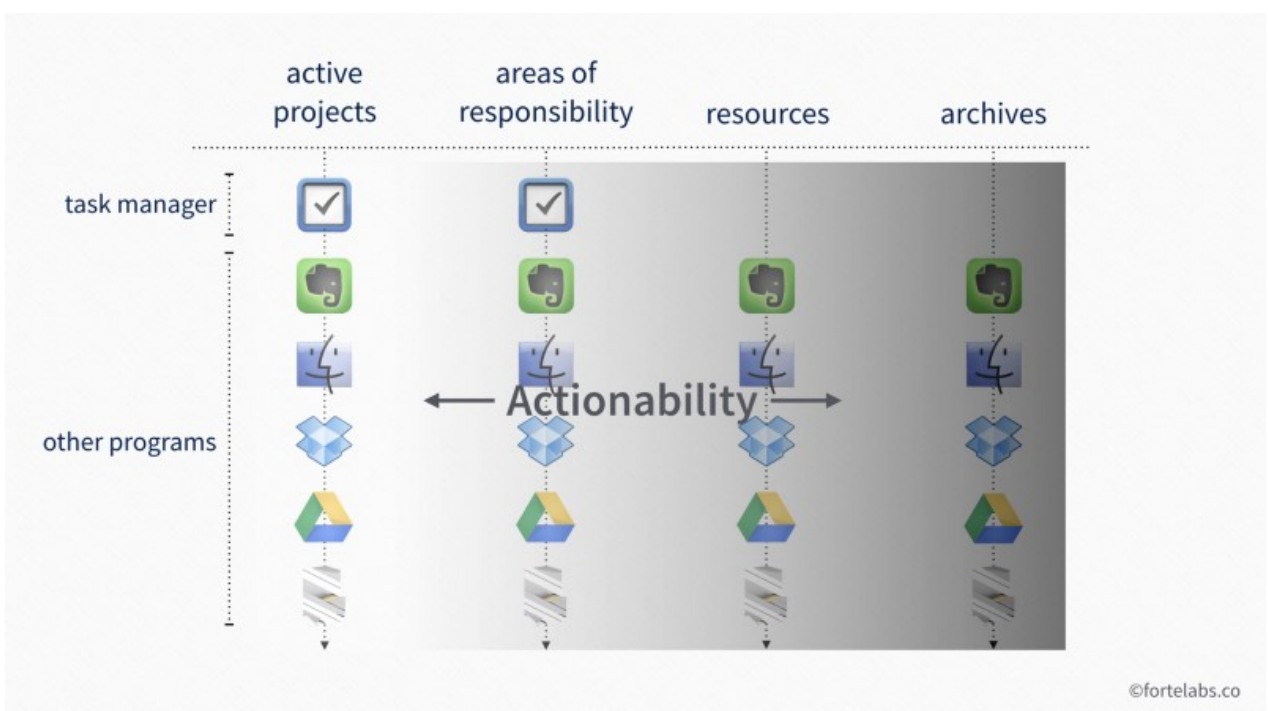 active
projects
areas of
responsibility
resources
archives
task manager
other programs
Actionability
©fortelabs.co